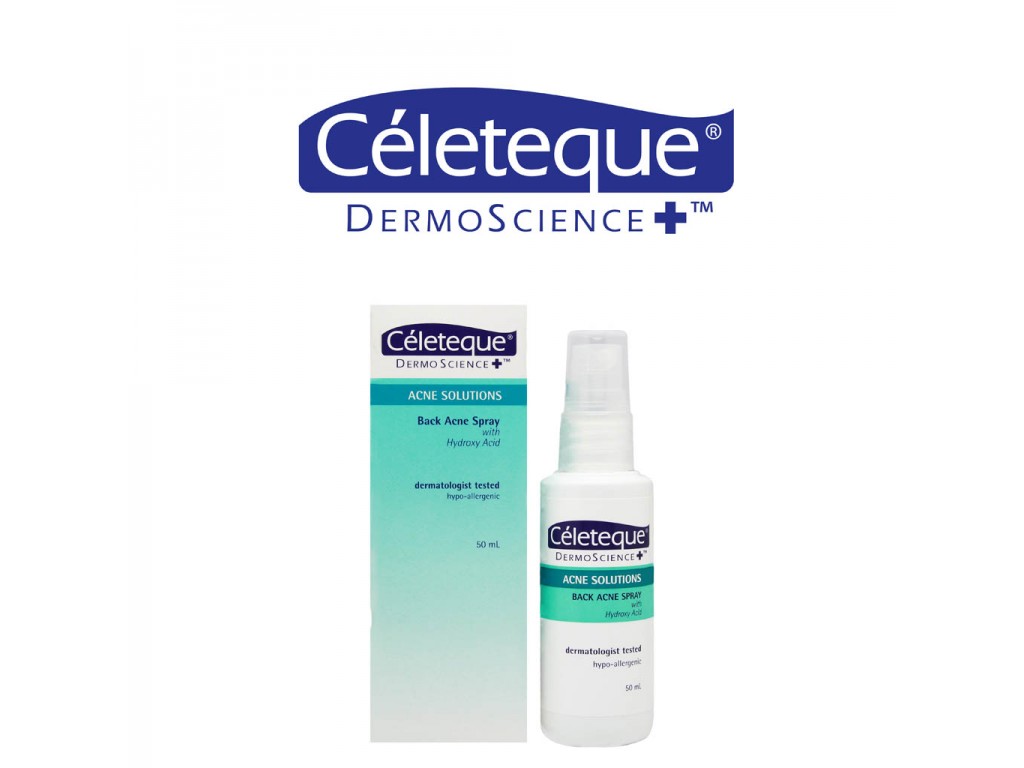 Céleteque®
DERMOSCIENCE✚™
Céleteque®
DERMOSCIENCE✚™
ACNE SOLUTIONS
Back Acne Spray
with
Hydroxy Acid
dermatologist tested
hypo-allergenic
50 mL
Céleteque®
DERMOSCIENCE✚™
ACNE SOLUTIONS
BACK ACNE SPRAY
with
Hydroxy Acid
dermatologist tested
hypo-allergenic
50 mL